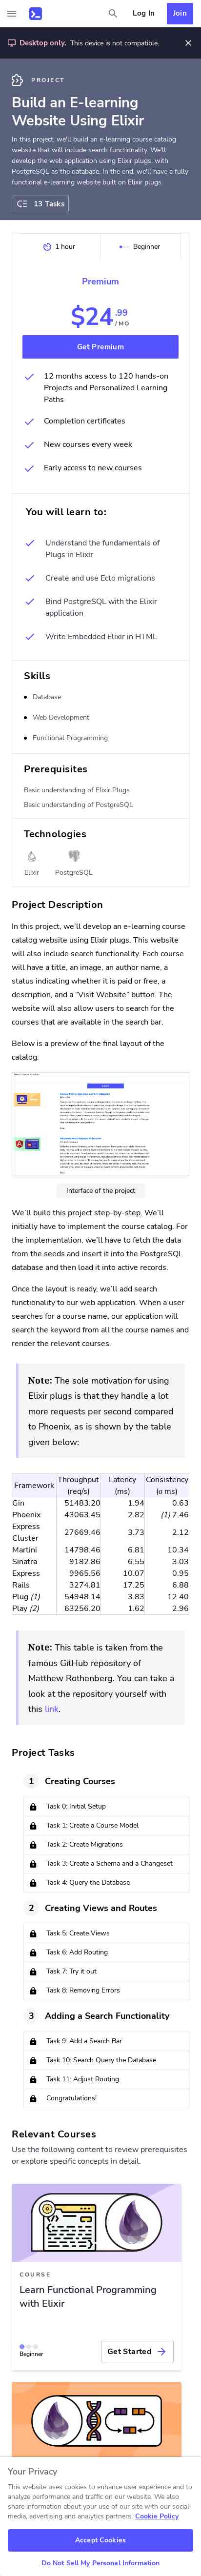 Log In
Join
Desktop only. This device is not compatible.
PROJECT
Build an E-learning
Website Using Elixir
In this project, we'll build an e-learning course catalog
website that will include search functionality. We'll
develop the web application using Elixir plugs, with
PostgreSQL as the database. In the end, we'll have a fully
functional e-learning website built on Elixir plugs.
13 Tasks
1 hour
Beginner
Premium
$24.99
/MO
Get Premium
12 months access to 120 hands-on
Projects and Personalized Learning
Paths
Completion certificates
New courses every week
Early access to new courses
You will learn to:
Understand the fundamentals of
Plugs in Elixir
Create and use Ecto migrations
Bind PostgreSQL with the Elixir
application
Write Embedded Elixir in HTML
Skills
Database
Web Development
Functional Programming
Prerequisites
Basic understanding of Elixir Plugs
Basic understanding of PostgreSQL
Technologies
Elixir
PostgreSQL
Project Description
In this project, we'll develop an e-learning course
catalog website using Elixir plugs. This website
will also have search functionality. Each course
will have a title, an image, an author name, a
status indicating whether it is paid or free, a
description, and a "Visit Website" button. The
website will also allow users to search for the
courses that are available in the search bar.
Below is a preview of the final layout of the
catalog:
Interface of the project
We'll build this project step-by-step. We'll
initially have to implement the course catalog. For
the implementation, we'll have to fetch the data
from the seeds and insert it into the PostgreSQL
database and then load it into active records.
Once the layout is ready, we'll add search
functionality to our web application. When a user
searches for a course name, our application will
search the keyword from all the course names and
render the relevant courses.
Note: The sole motivation for using
Elixir plugs is that they handle a lot
more requests per second compared
to Phoenix, as is shown by the table
given below:
Framework Throughput (req/s) Latency (ms) Consistency (σ ms)
Gin 51483.20 1.94 0.63
Phoenix 43063.45 2.82 (1) 7.46
Express Cluster 27669.46 3.73 2.12
Martini 14798.46 6.81 10.34
Sinatra 9182.86 6.55 3.03
Express 9965.56 10.07 0.95
Rails 3274.81 17.25 6.88
Plug (1) 54948.14 3.83 12.40
Play (2) 63256.20 1.62 2.96
Note: This table is taken from the
famous GitHub repository of
Matthew Rothenberg. You can take a
look at the repository yourself with
this link.
Project Tasks
1 Creating Courses
Task 0: Initial Setup
Task 1: Create a Course Model
Task 2: Create Migrations
Task 3: Create a Schema and a Changeset
Task 4: Query the Database
2 Creating Views and Routes
Task 5: Create Views
Task 6: Add Routing
Task 7: Try it out
Task 8: Removing Errors
3 Adding a Search Functionality
Task 9: Add a Search Bar
Task 10: Search Query the Database
Task 11: Adjust Routing
Congratulations!
Relevant Courses
Use the following content to review prerequisites
or explore specific concepts in detail.
COURSE
Learn Functional Programming
with Elixir
Beginner
Get Started
Your Privacy
This website uses cookies to enhance user experience and to
analyze performance and traffic on our website. We also
share information about your use of our site with our social
media, advertising and analytics partners. Cookie Policy
Accept Cookies
Do Not Sell My Personal Information